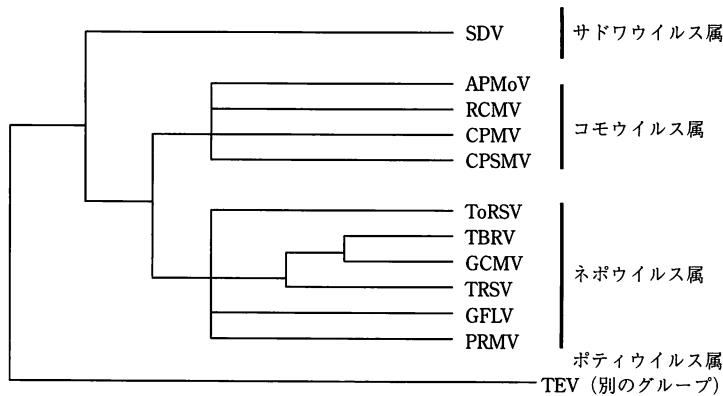 SDV
サドワウイルス属
APMoV
RCMV
CPMV
CPSMV
コモウイルス属
ToRSV
TBRV
GCMV
TRSV
GFLV
PRMV
ネポウイルス属
ポティウイルス属
TEV（別のグループ）